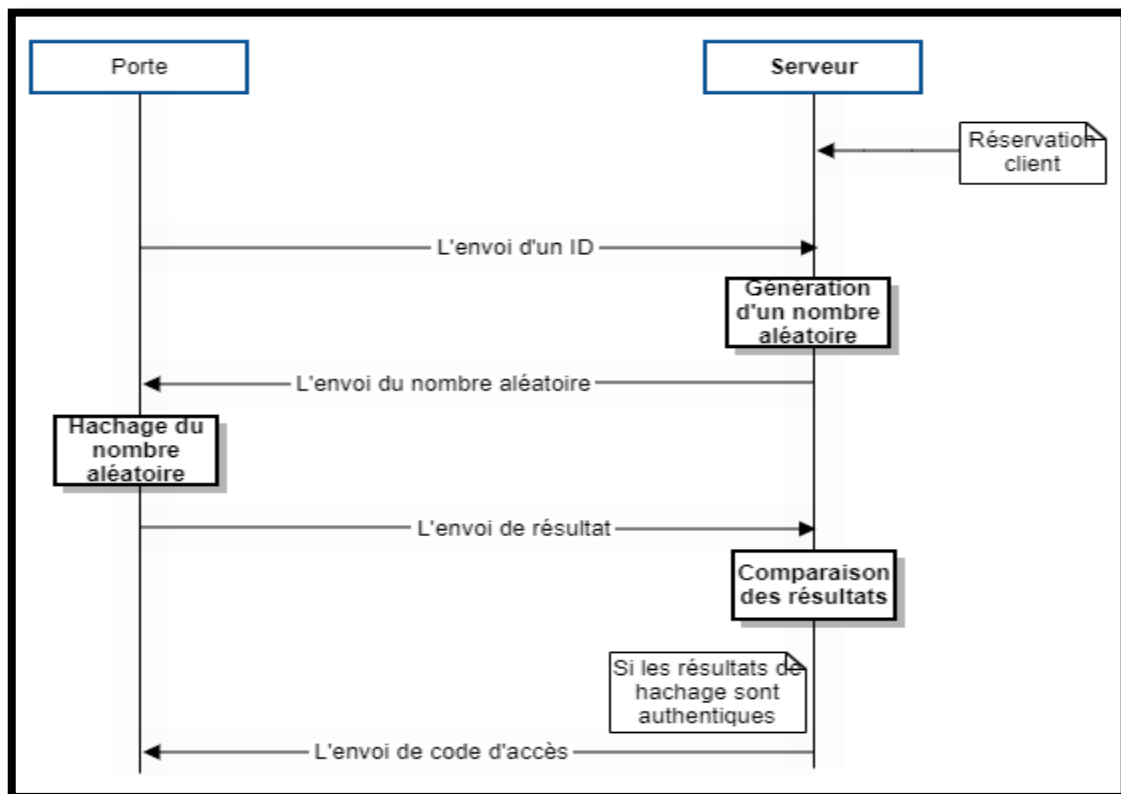 Porte
Serveur
Réservation
client
L'envoi d'un ID
Génération
d'un nombre
aléatoire
L'envoi du nombre aléatoire
Hachage du
nombre
aléatoire
L'envoi de résultat
Comparaison
des résultats
Si les résultats de
hachage sont
authentiques
L'envoi de code d'accès